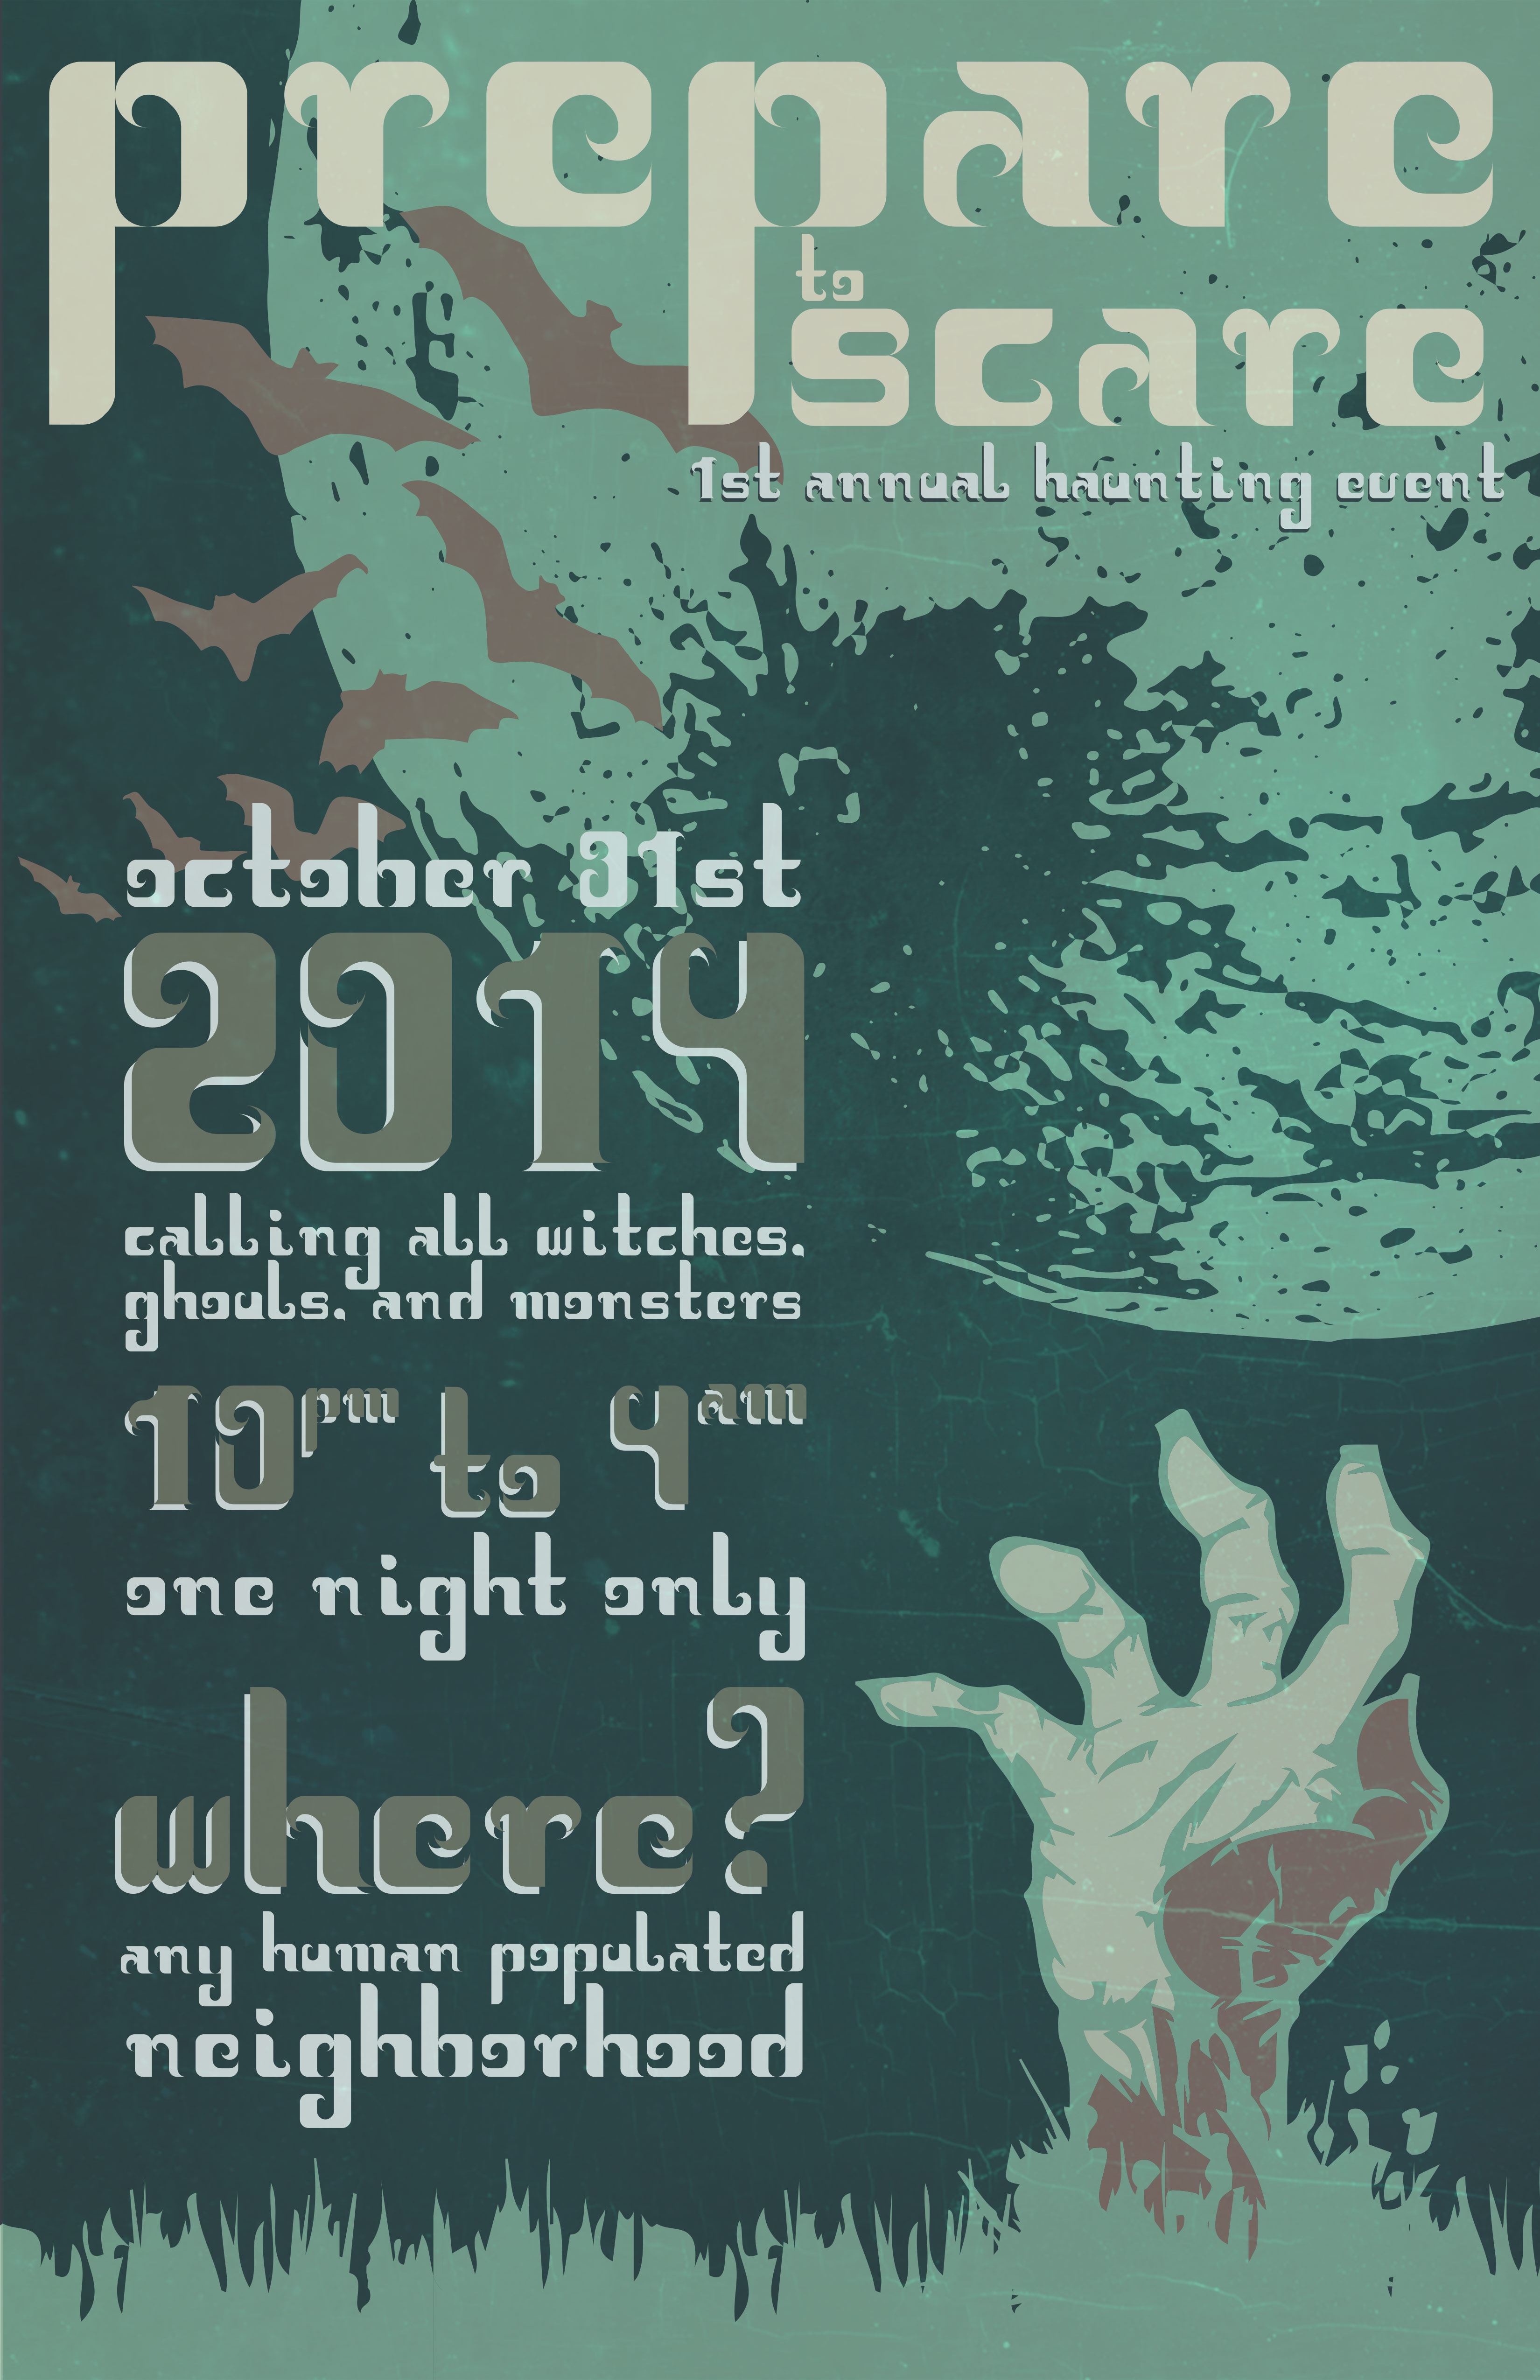 prepare
to
scare
1st annual haunting event
october 31st
2014
calling all witches,
ghouls, and monsters
10pm to 4am
one night only
where?
any human populated
neighborhood